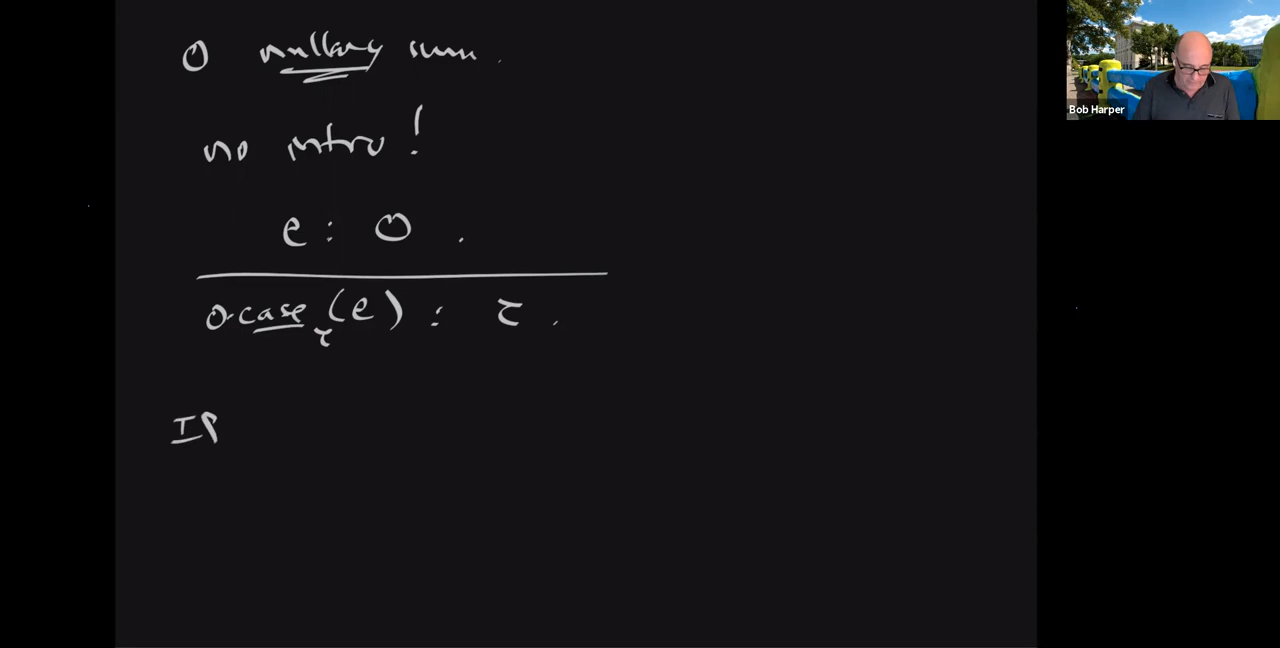 0 nullary sum.
no intro!
e : 0 .
0-case_τ (e) : τ .
IP
Bob Harper